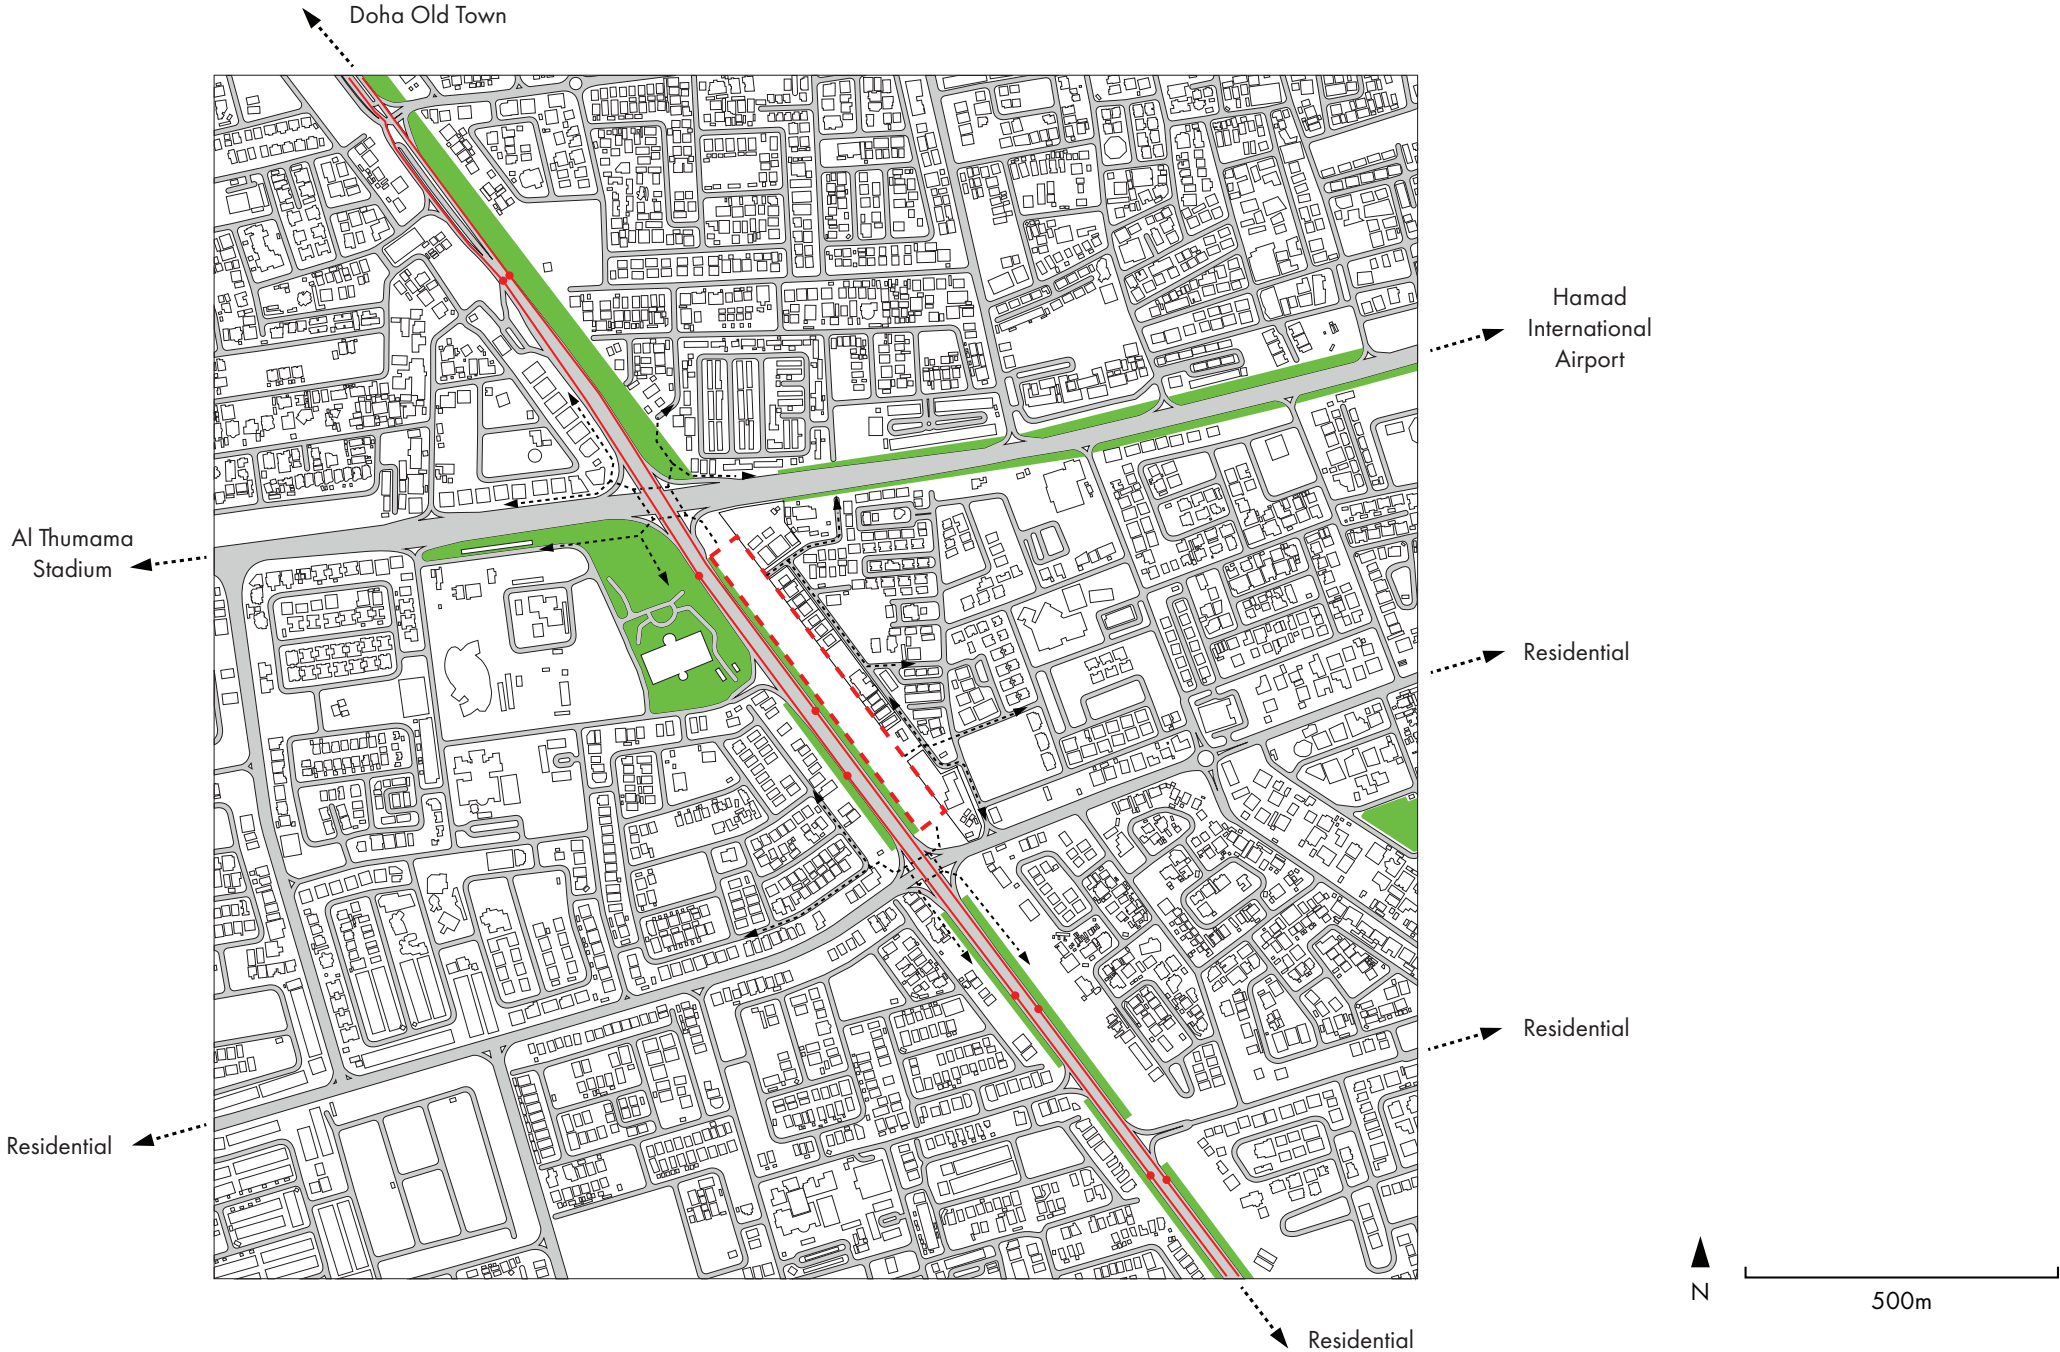 Doha Old Town
Hamad
International
Airport
Al Thumama
Stadium
Residential
Residential
Residential
N
500m
Residential